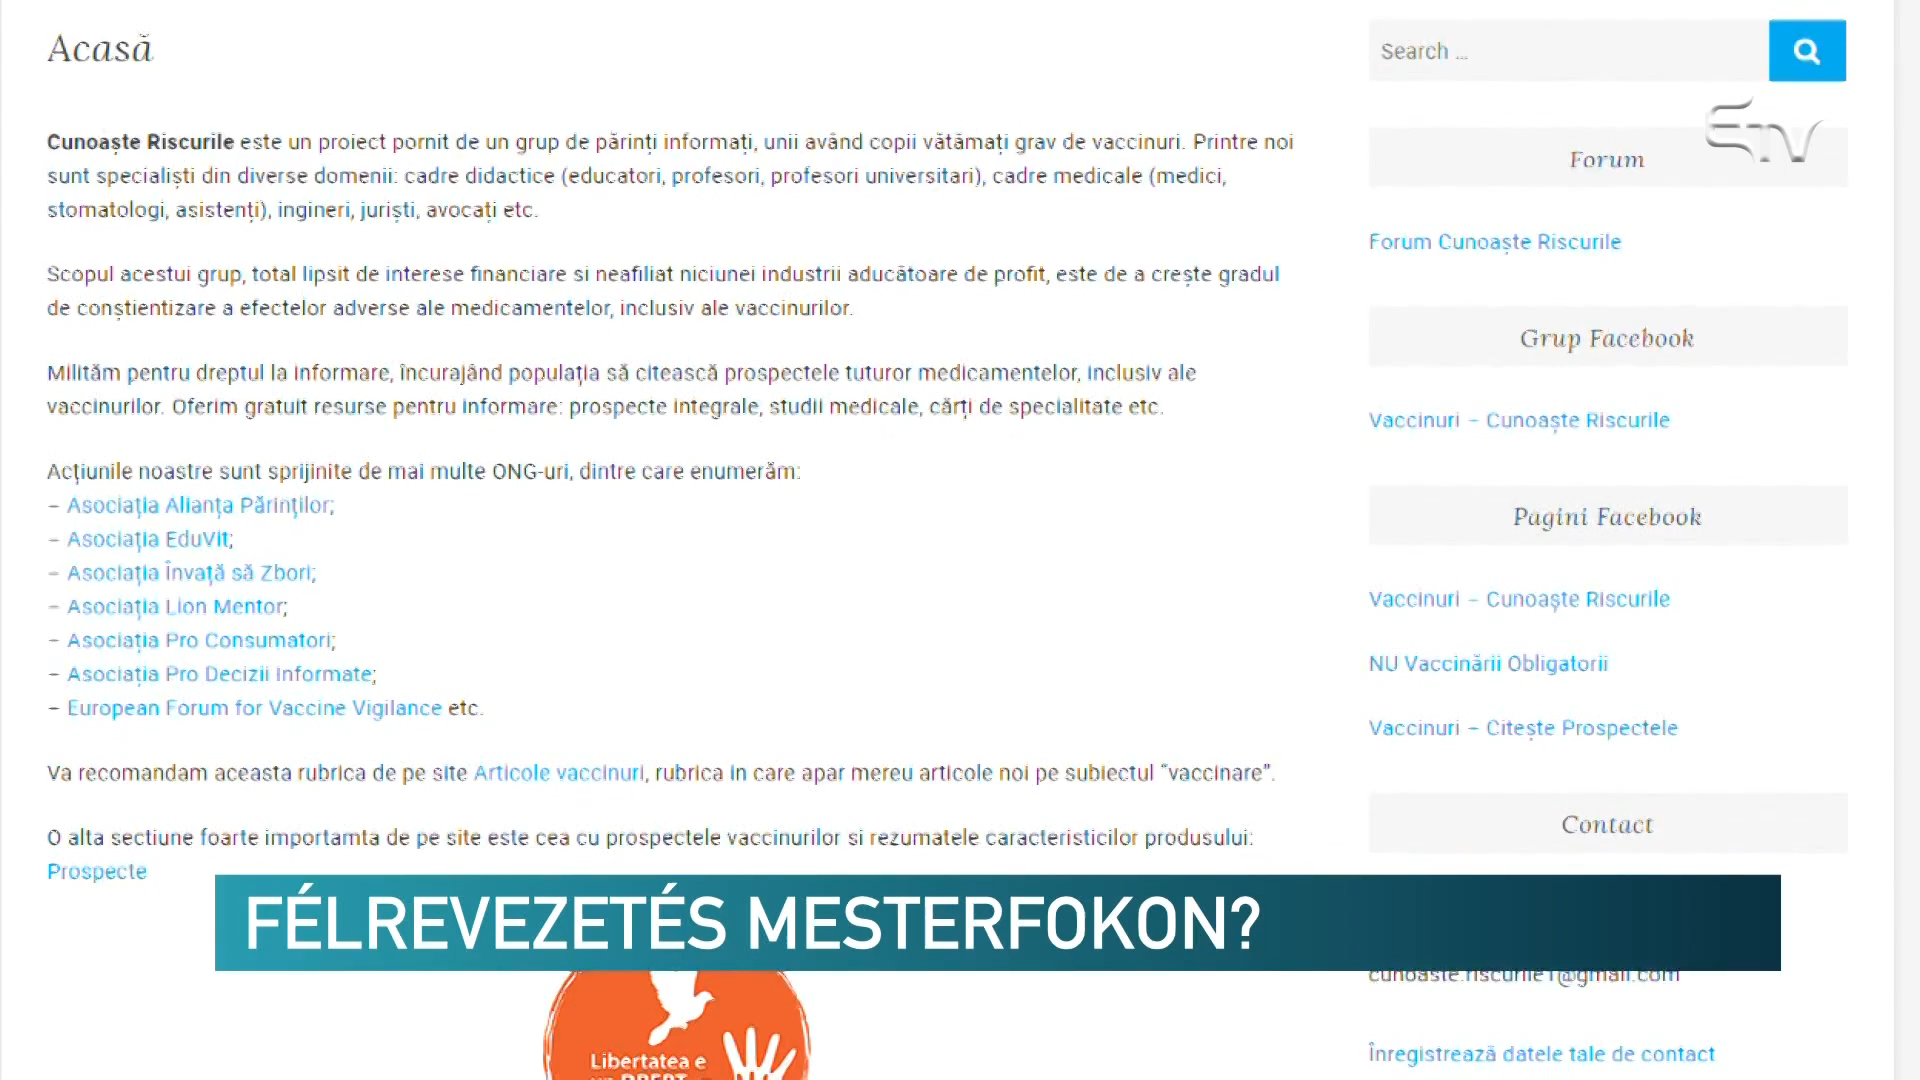 Acasă
Cunoaște Riscurile este un proiect pornit de un grup de părinți informați, unii având copii vătămați grav de vaccinuri. Printre noi
sunt specialiști din diverse domenii: cadre didactice (educatori, profesori, profesori universitari), cadre medicale (medici,
stomatologi, asistenți), ingineri, juriști, avocați etc.
Scopul acestui grup, total lipsit de interese financiare si neafiliat niciunei industrii aducătoare de profit, este de a crește gradul
de conștientizare a efectelor adverse ale medicamentelor, inclusiv ale vaccinurilor.
Milităm pentru dreptul la informare, încurajând populația să citească prospectele tuturor medicamentelor, inclusiv ale
vaccinurilor. Oferim gratuit resurse pentru informare: prospecte integrale, studii medicale, cărți de specialitate etc.
Acțiunile noastre sunt sprijinite de mai multe ONG-uri, dintre care enumerăm:
– Asociația Alianța Părinților;
– Asociația EduVit;
– Asociația Învață să Zbori;
– Asociația Lion Mentor;
– Asociația Pro Consumatori;
– Asociația Pro Decizii Informate;
– European Forum for Vaccine Vigilance etc.
Va recomandam aceasta rubrica de pe site Articole vaccinuri, rubrica in care apar mereu articole noi pe subiectul “vaccinare”.
O alta sectiune foarte importamta de pe site este cea cu prospectele vaccinurilor si rezumatele caracteristicilor produsului:
Prospecte
Search ...
ETV
Forum
Forum Cunoaște Riscurile
Grup Facebook
Vaccinuri – Cunoaște Riscurile
Pagini Facebook
Vaccinuri – Cunoaște Riscurile
NU Vaccinării Obligatorii
Vaccinuri – Citește Prospectele
Contact
cunoaste.riscurile1@gmail.com
Înregistrează datele tale de contact
FÉLREVEZETÉS MESTERFOKON?
Libertatea e
un DREPT